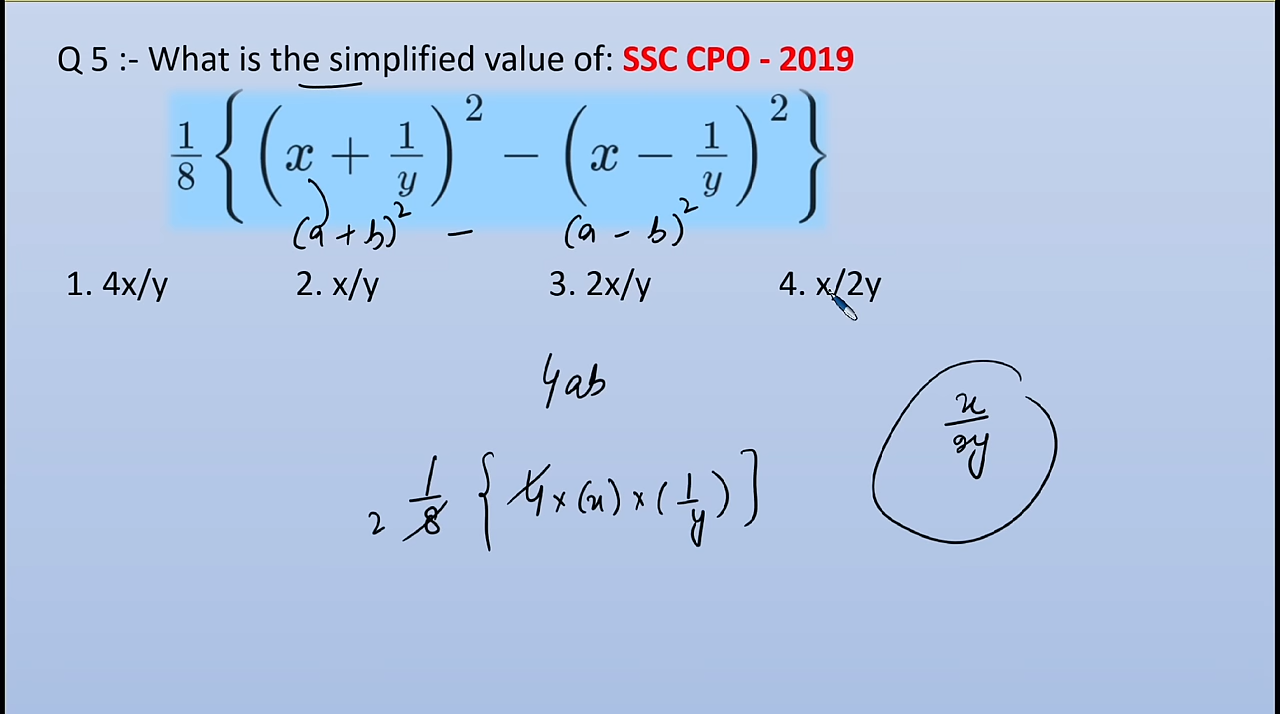 Q 5 :- What is the simplified value of: SSC CPO - 2019
1/8 { ( x + 1/y )² − ( x − 1/y )² }
(a + b)² − (a - b)²
1. 4x/y 2. x/y 3. 2x/y 4. x/2y
4ab
x/2y
2 1/8 { 4 × (x) × (1/y) ]